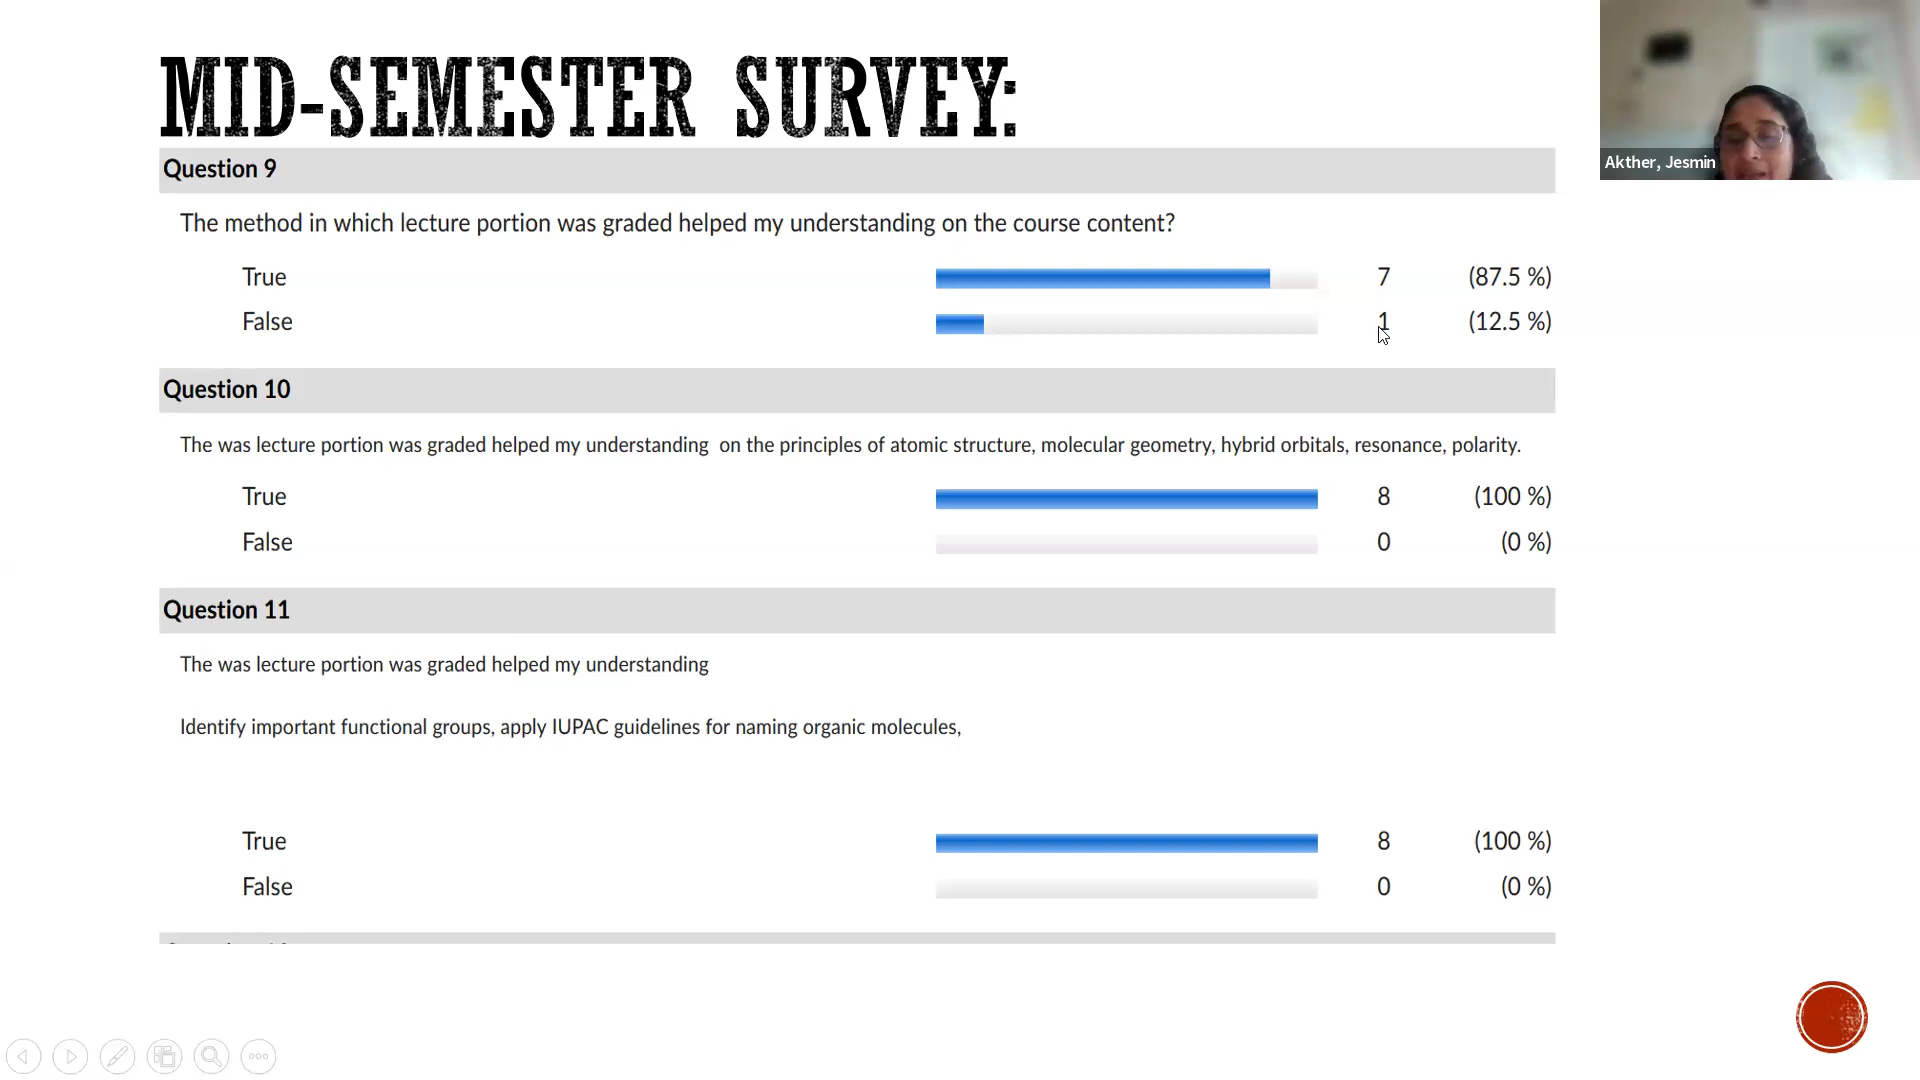 MID-SEMESTER SURVEY:
Akther, Jesmin
Question 9
The method in which lecture portion was graded helped my understanding on the course content?
True 7 (87.5 %)
False 1 (12.5 %)
Question 10
The was lecture portion was graded helped my understanding on the principles of atomic structure, molecular geometry, hybrid orbitals, resonance, polarity.
True 8 (100 %)
False 0 (0 %)
Question 11
The was lecture portion was graded helped my understanding
Identify important functional groups, apply IUPAC guidelines for naming organic molecules,
True 8 (100 %)
False 0 (0 %)